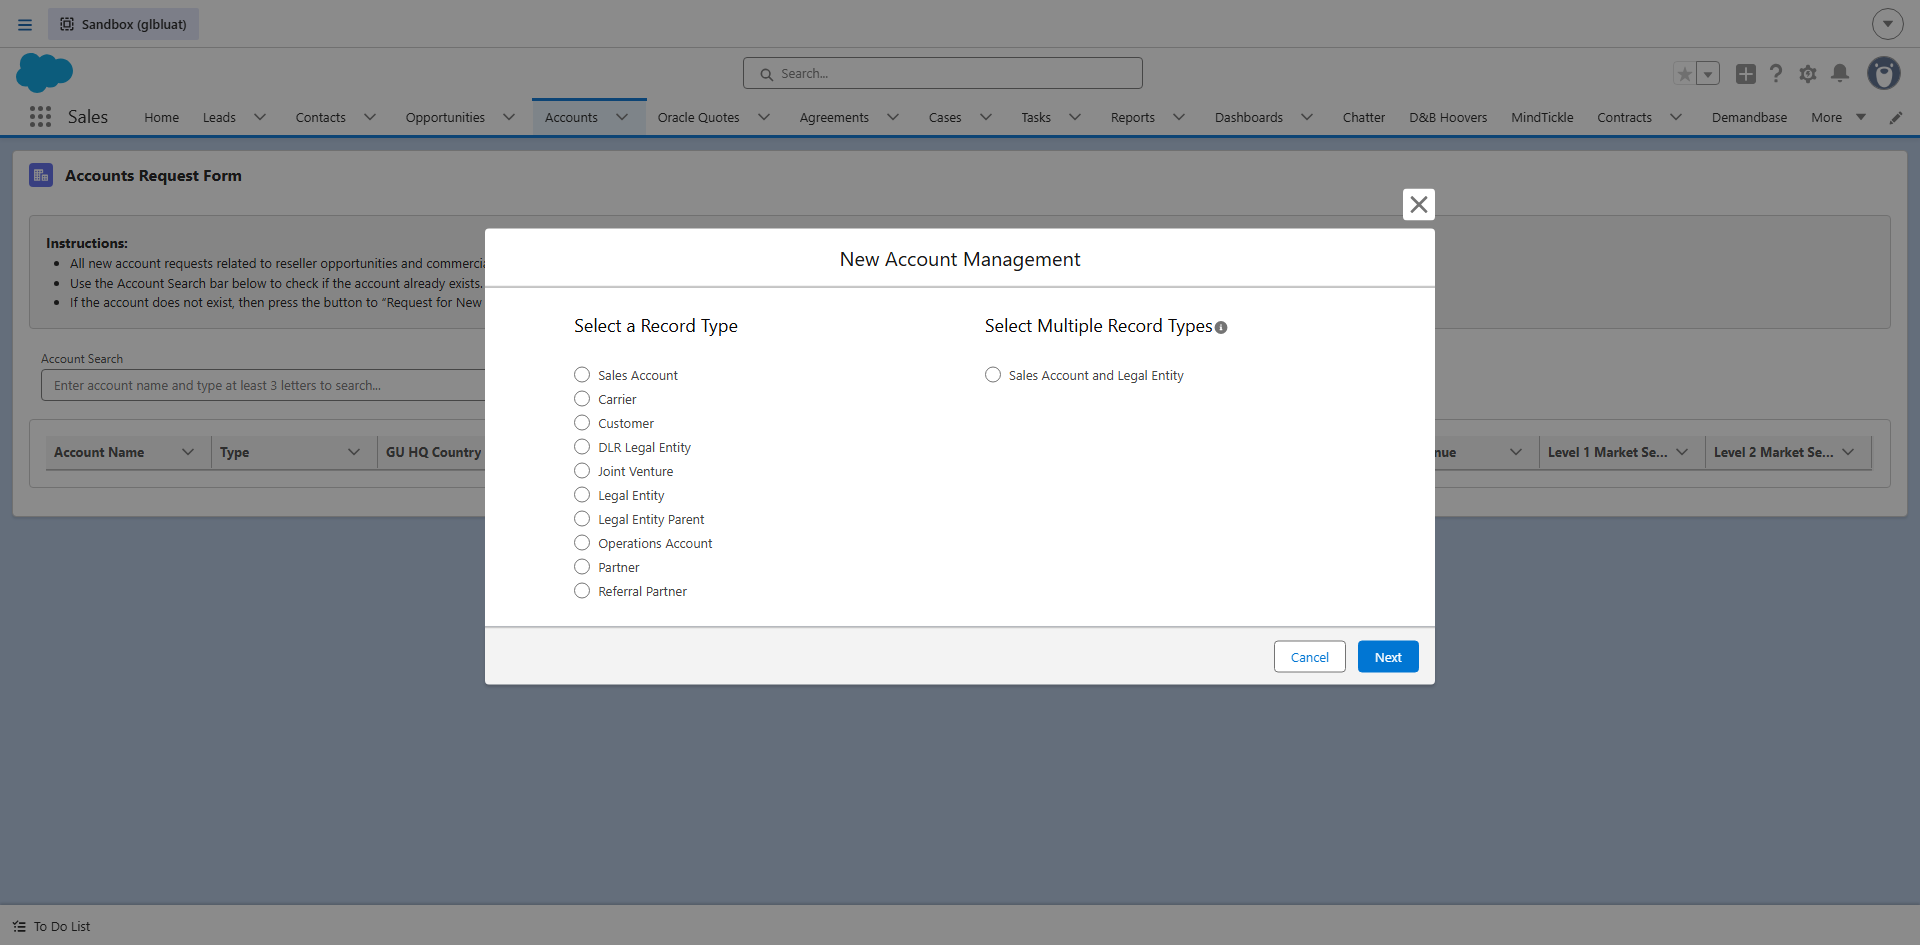 Sandbox (glbluat)
Search...
Sales
Home
Leads
Contacts
Opportunities
Accounts
Oracle Quotes
Agreements
Cases
Tasks
Reports
Dashboards
Chatter
D&B Hoovers
MindTickle
Contracts
Demandbase
More
Accounts Request Form
Instructions:
All new account requests related to reseller opportunities and commerci
Use the Account Search bar below to check if the account already exists.
If the account does not exist, then press the button to “Request for New
Account Search
Enter account name and type at least 3 letters to search...
Account Name
Type
GU HQ Country
nue
Level 1 Market Se...
Level 2 Market Se...
New Account Management
Select a Record Type
Sales Account
Carrier
Customer
DLR Legal Entity
Joint Venture
Legal Entity
Legal Entity Parent
Operations Account
Partner
Referral Partner
Select Multiple Record Types
Sales Account and Legal Entity
Cancel
Next
To Do List